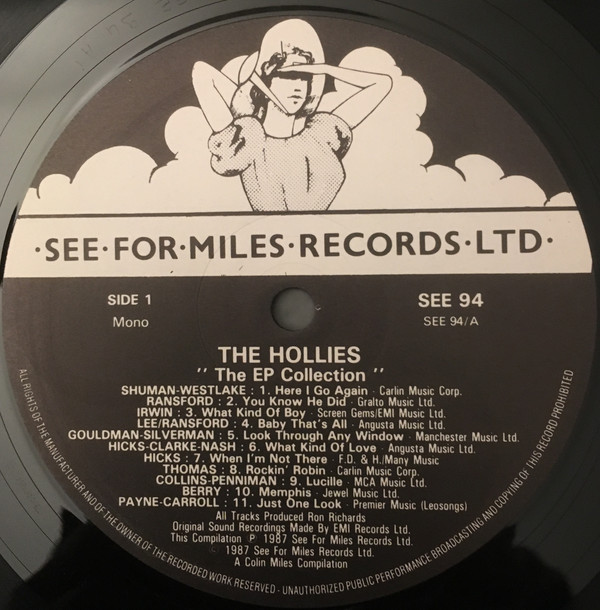 ·SEE·FOR·MILES·RECORDS·LTD·
SIDE 1
Mono
SEE 94
SEE 94/A
THE HOLLIES
'' The EP Collection ''
SHUMAN-WESTLAKE : 1. Here I Go Again · Carlin Music Corp.
RANSFORD : 2. You Know He Did · Gralto Music Ltd.
IRWIN : 3. What Kind Of Boy · Screen Gems/EMI Music Ltd.
LEE/RANSFORD : 4. Baby That's All · Angusta Music Ltd.
GOULDMAN-SILVERMAN : 5. Look Through Any Window · Manchester Music Ltd.
HICKS-CLARKE-NASH : 6. What Kind Of Love · Angusta Music Ltd.
HICKS : 7. When I'm Not There · F.D. & H./Many Music
THOMAS : 8. Rockin' Robin · Carlin Music Corp.
COLLINS-PENNIMAN : 9. Lucille · MCA Music Ltd.
BERRY : 10. Memphis · Jewel Music Ltd.
PAYNE-CARROLL : 11. Just One Look · Premier Music (Leosongs)
All Tracks Produced Ron Richards
Original Sound Recordings Made By EMI Records Ltd.
This Compilation ℗ 1987 See For Miles Records Ltd.
© 1987 See For Miles Records Ltd.
A Colin Miles Compilation
ALL RIGHTS OF THE MANUFACTURER AND OF THE OWNER OF THE RECORDED WORK RESERVED - UNAUTHORIZED PUBLIC PERFORMANCE BROADCASTING AND COPYING OF THIS RECORD PROHIBITED